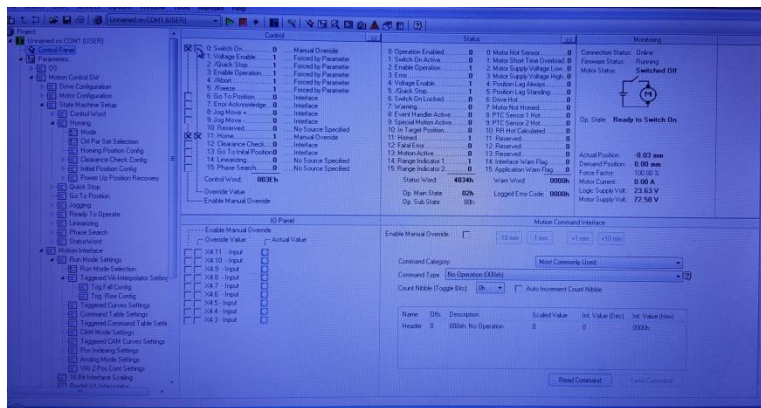 Unnamed on COM1 (USER)
Project
Unnamed on COM1 (USER)
Control Panel
Parameters
OS
Motion Control SW
Drive Configuration
Motor Configuration
State Machine Setup
Control Word
Homing
Mode
Ctrl Par Set Selection
Homing Position Config
Clearance Check Config
Initial Position Config
Power Up Position Recovery
Quick Stop
Go To Position
Jogging
Ready To Operate
Linearizing
Phase Search
StatusWord
Motion Interface
Run Mode Settings
Run Mode Selection
Triggered VA-Interpolator Setting
Trig Fall Config
Trig Rise Config
Triggered Curves Settings
Command Table Settings
Triggered Command Table Settin
CAM Mode Settings
Triggered CAM Curves Settings
Pos Indexing Settings
Analog Mode Settings
VAI 2 Pos Cont Settings
16 Bit Interface Scaling
Control
<<
0: Switch On 0 Manual Override
1: Voltage Enable 1 Forced by Parameter
2: /Quick Stop 1 Forced by Parameter
3: Enable Operation 1 Forced by Parameter
4: /Abort 1 Forced by Parameter
5: /Freeze 1 Forced by Parameter
6: Go To Position 0 Interface
7: Error Acknowledge 0 Interface
8: Jog Move + 0 Interface
9: Jog Move - 0 Interface
10: Reserved 0 No Source Specified
11: Home 1 Manual Override
12: Clearance Check 0 Interface
13: Go To Initial Position 0 Interface
14: Linearizing 0 No Source Specified
15: Phase Search 0 No Source Specified
Control Word: 083Eh
Override Value
Enable Manual Override
Status
<<
0: Operation Enabled 0
1: Switch On Active 0
2: Enable Operation 1
3: Error 0
4: Voltage Enable 1
5: /Quick Stop 1
6: Switch On Locked 0
7: Warning 0
8: Event Handler Active 0
9: Special Motion Active 0
10: In Target Position 0
11: Homed 1
12: Fatal Error 0
13: Motion Active 0
14: Range Indicator 1 1
15: Range Indicator 2 0
Status Word: 4834h
Op. Main State 02h
Op. Sub State 00h
0: Motor Hot Sensor 0
1: Motor Short Time Overload 0
2: Motor Supply Voltage Low 0
3: Motor Supply Voltage High 0
4: Position Lag Always 0
5: Position Lag Standing 0
6: Drive Hot 0
7: Motor Not Homed 0
8: PTC Sensor 1 Hot 0
9: PTC Sensor 2 Hot 0
10: RR Hot Calculated 0
11: Reserved 0
12: Reserved 0
13: Reserved 0
14: Interface Warn Flag 0
15: Application Warn Flag 0
Warn Word: 0000h
Logged Error Code: 0000h
Monitoring
Connection Status: Online
Firmware Status: Running
Motor Status: Switched Off
M
Op. State: Ready to Switch On
Actual Position: -0.03 mm
Demand Position: 0.00 mm
Force Factor: 100.00 %
Motor Current: 0.00 A
Logic Supply Volt.: 23.63 V
Motor Supply Volt.: 72.50 V
IO Panel
Enable Manual Override
Override Value
Actual Value
X4.11 - Input
X4.10 - Input
X4.9 - Input
X4.8 - Input
X4.7 - Input
X4.6 - Input
X4.5 - Input
X4.4 - Input
X4.3 - Input
Motion Command Interface
Enable Manual Override:
-10 mm
-1 mm
+1 mm
+10 mm
Command Category: Most Commonly Used
Command Type: No Operation (000xh)
Count Nibble (Toggle Bits): 0h
Auto Increment Count Nibble
Name Offs Description Scaled Value Int. Value (Dec) Int. Value (Hex)
Header 0 000xh: No Operation 0 0 0000h
Read Command
Send Command